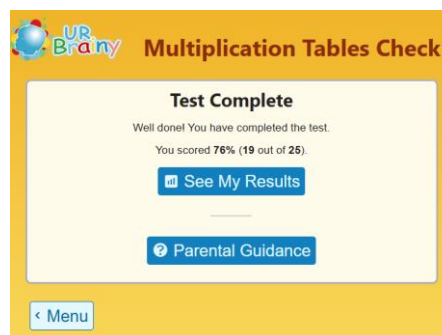 UR
Brainy
Multiplication Tables Check
Test Complete
Well done! You have completed the test.
You scored 76% (19 out of 25).
See My Results
? Parental Guidance
‹ Menu